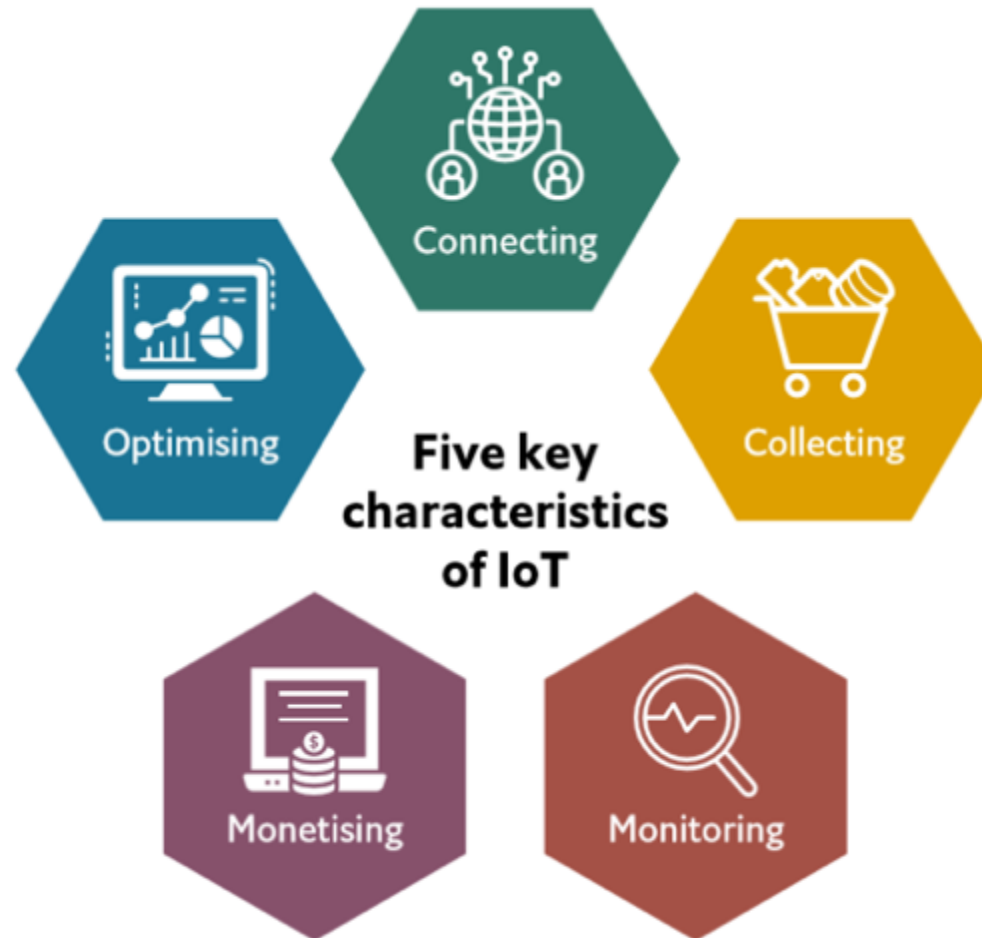 Connecting
Optimising
Collecting
Five key
characteristics
of IoT
$
Monetising
Monitoring